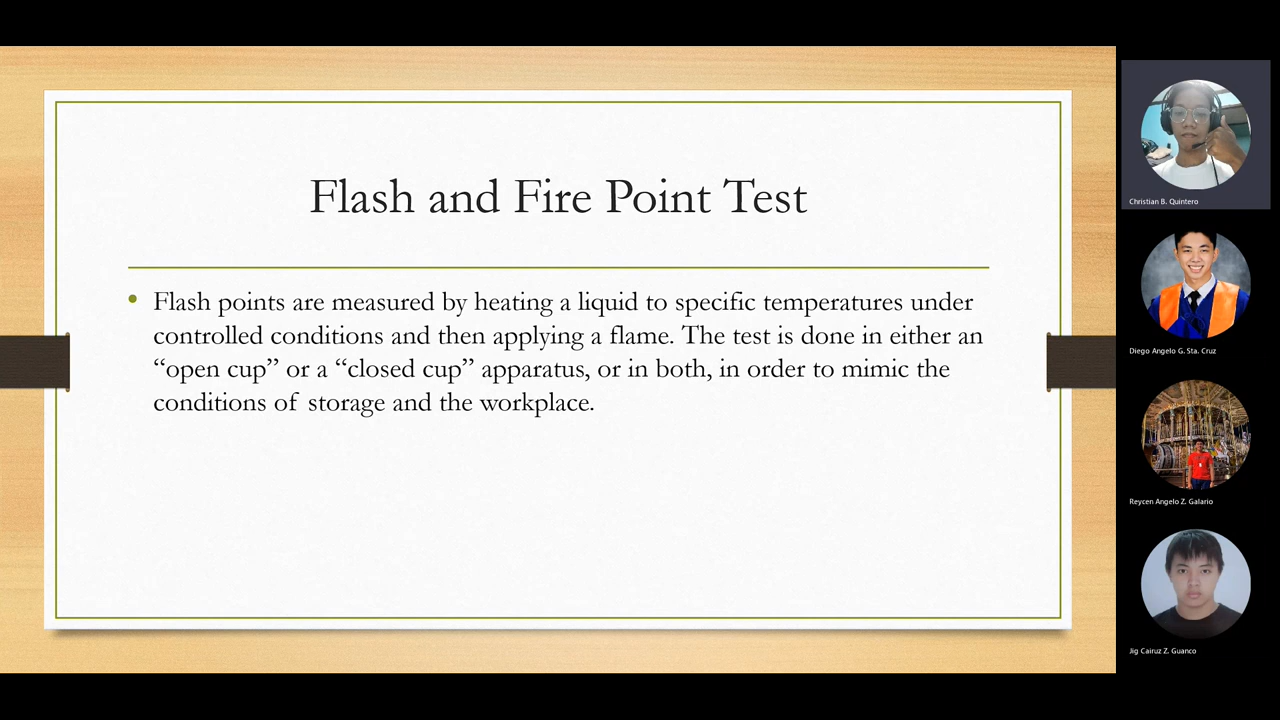 Flash and Fire Point Test
• Flash points are measured by heating a liquid to specific temperatures under
controlled conditions and then applying a flame. The test is done in either an
“open cup” or a “closed cup” apparatus, or in both, in order to mimic the
conditions of storage and the workplace.
Christian B. Quintero
Diego Angelo G. Sta. Cruz
Reycen Angelo Z. Galario
Jig Cairuz Z. Guanco